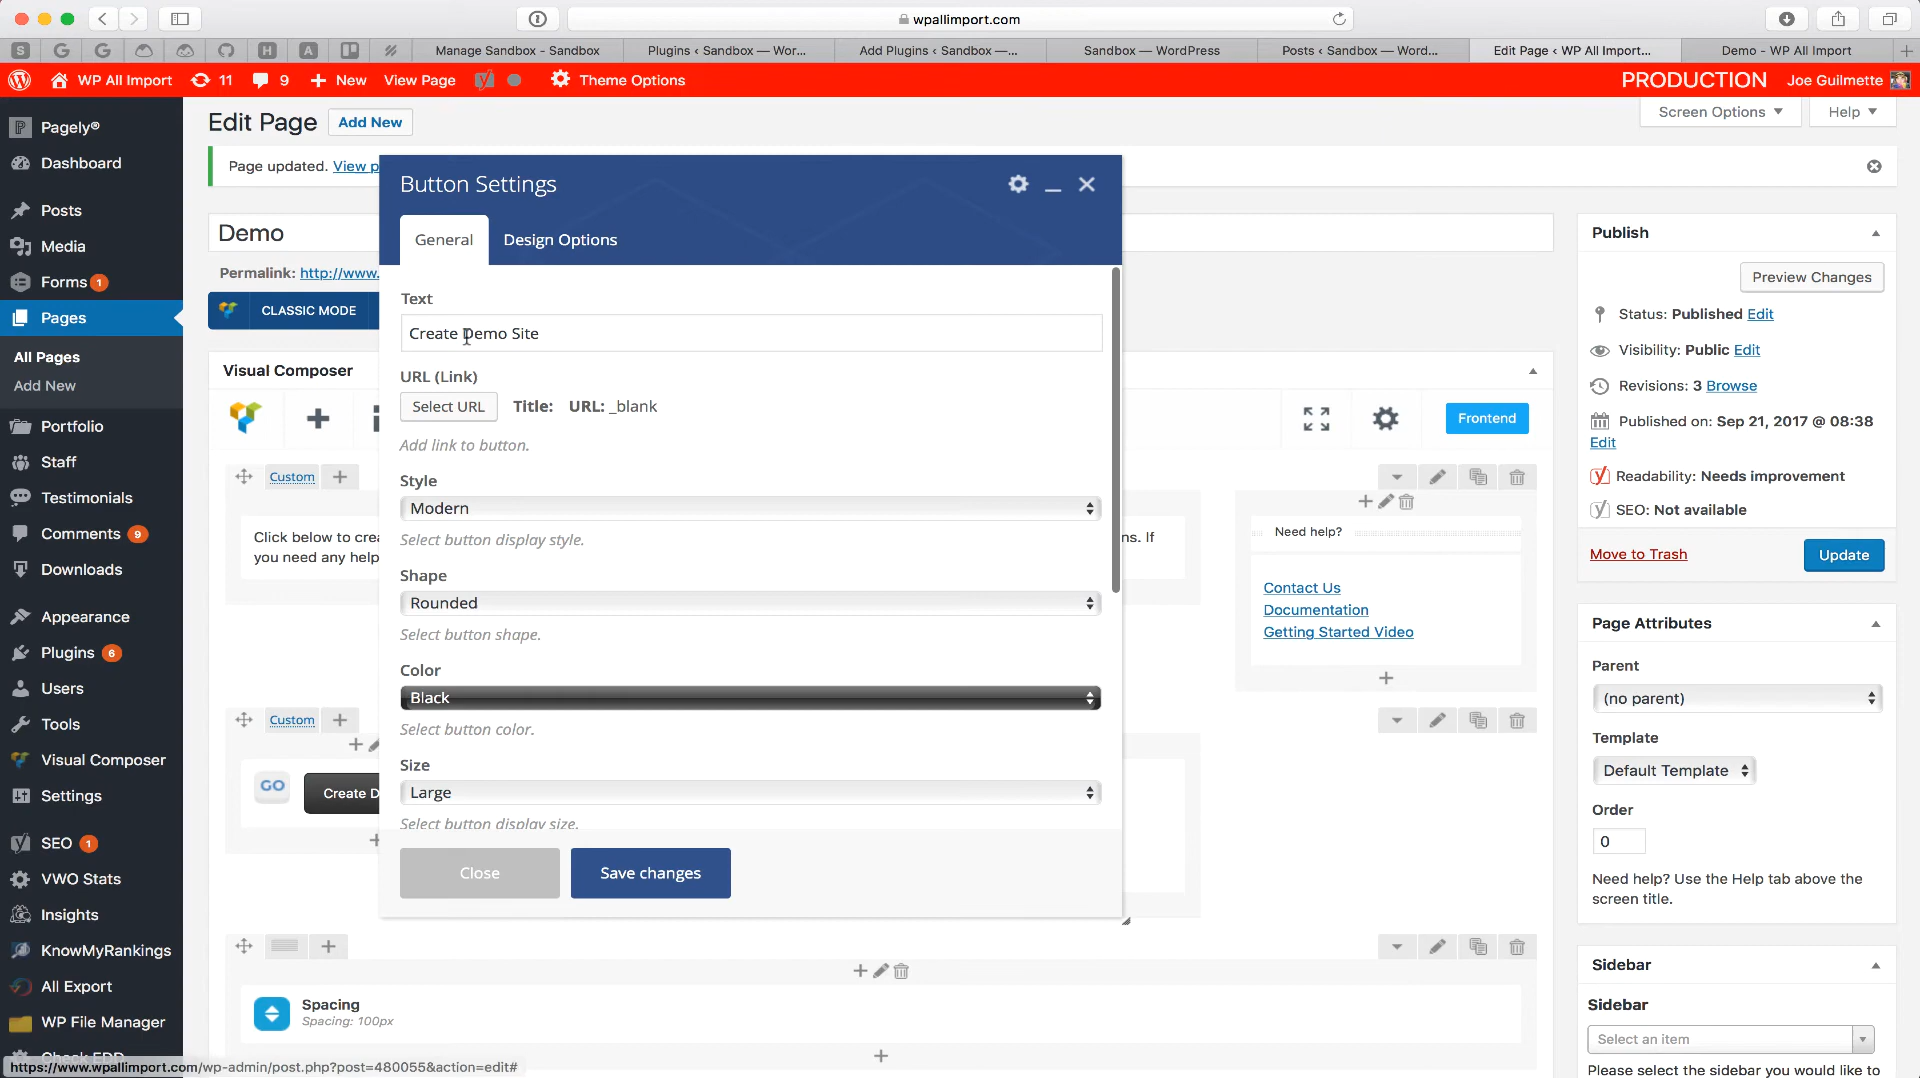 wpallimport.com
S G G H A
Manage Sandbox - Sandbox
Plugins ‹ Sandbox — Wor...
Add Plugins ‹ Sandbox —...
Sandbox — WordPress
Posts ‹ Sandbox — Word...
Edit Page ‹ WP All Import...
Demo - WP All Import
WP All Import 11 9 New View Page Theme Options PRODUCTION Joe Guilmette
Pagely®
Dashboard
Posts
Media
Forms 1
Pages
All Pages
Add New
Portfolio
Staff
Testimonials
Comments 9
Downloads
Appearance
Plugins 6
Users
Tools
Visual Composer
Settings
SEO 1
VWO Stats
Insights
KnowMyRankings
All Export
WP File Manager
Check EDD
https://www.wpallimport.com/wp-admin/post.php?post=480055&action=edit#
Edit Page Add New
Screen Options Help
Page updated. View p
Demo
Permalink: http://www.
CLASSIC MODE
Visual Composer
Frontend
Custom
Click below to crea
ns. If
you need any help
Need help?
Contact Us
Documentation
Getting Started Video
Custom
GO
Create D
Spacing
Spacing: 100px
Button Settings
General Design Options
Text
Create Demo Site
URL (Link)
Select URL Title: URL: _blank
Add link to button.
Style
Modern
Select button display style.
Shape
Rounded
Select button shape.
Color
Black
Select button color.
Size
Large
Select button display size.
Close Save changes
Publish
Preview Changes
Status: Published Edit
Visibility: Public Edit
Revisions: 3 Browse
Published on: Sep 21, 2017 @ 08:38
Edit
Readability: Needs improvement
SEO: Not available
Move to Trash Update
Page Attributes
Parent
(no parent)
Template
Default Template
Order
0
Need help? Use the Help tab above the
screen title.
Sidebar
Sidebar
Select an item
Please select the sidebar you would like to